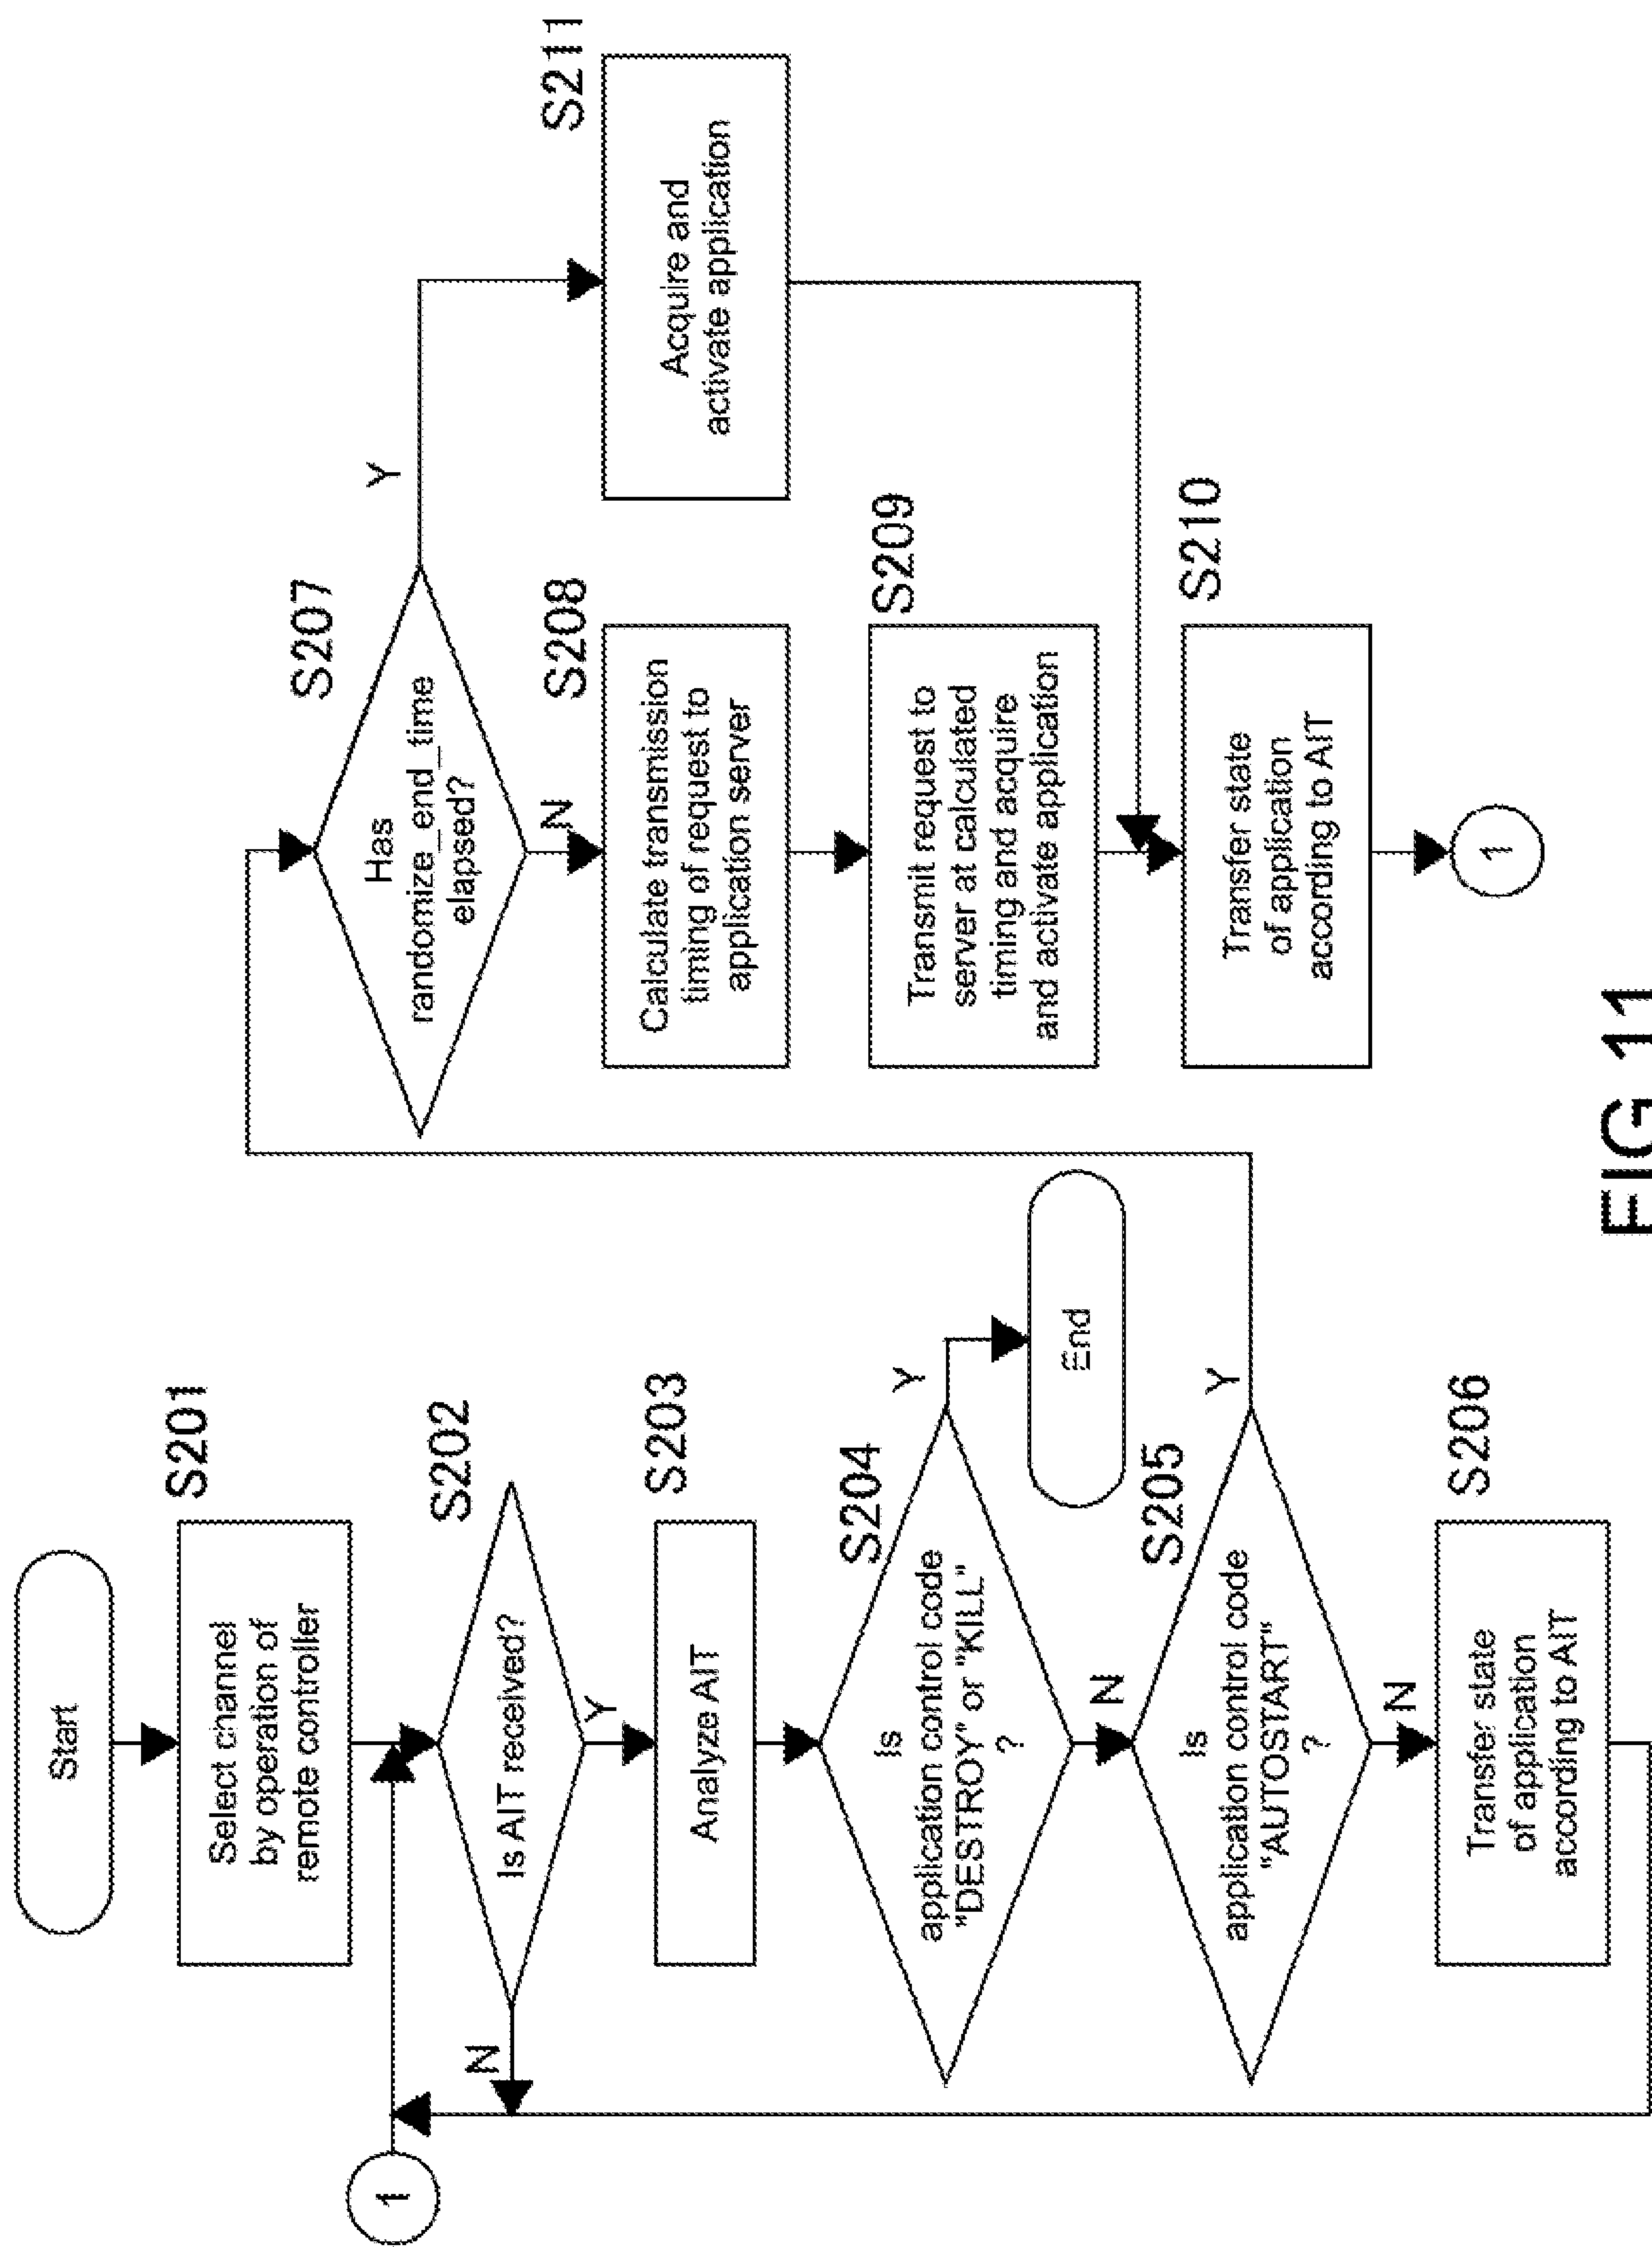 Start
S201
Select channel
by operation of
remote controller
1
S202
Is AIT received?
N
Y
S203
Analyze AIT
S204
Is
application control code
"DESTROY" or "KILL"
?
Y
End
N
S205
Is
application control code
"AUTOSTART"
?
Y
N
S206
Transfer state
of application
according to AIT
S207
Has
randomize_end_time
elapsed?
Y
N
S208
Calculate transmission
timing of request to
application server
S211
Acquire and
activate application
S209
Transmit request to
server at calculated
timing and acquire
and activate application
S210
Transfer state
of application
according to AIT
1
FIG.11